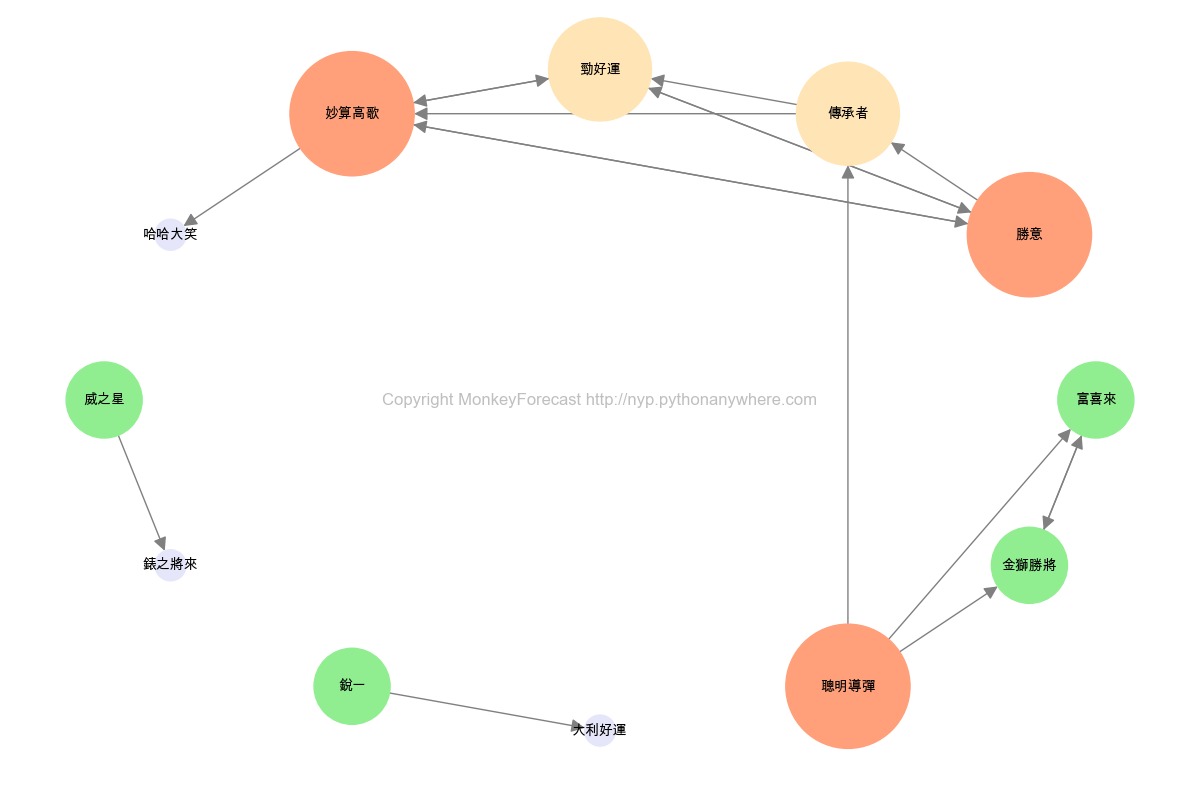 勁好運
妙算高歌
傳承者
哈哈大笑
勝意
威之星
Copyright MonkeyForecast http://nyp.pythonanywhere.com
富喜來
錶之將來
金獅勝將
銳一
聰明導彈
大利好運